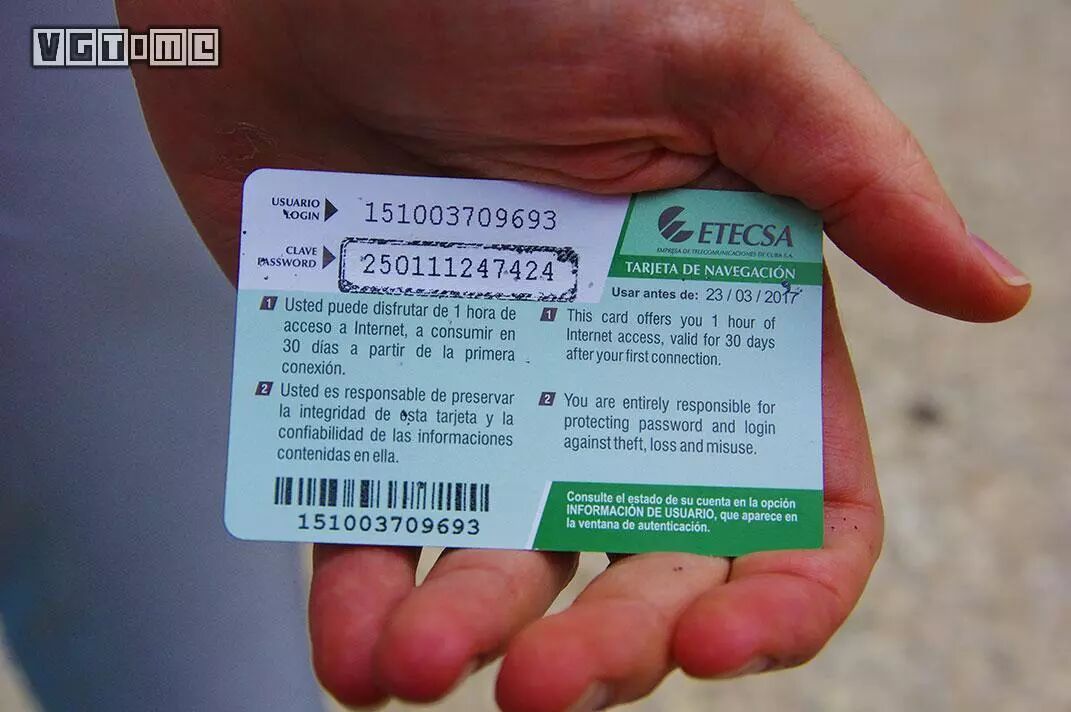 VGTIME
USUARIO
LOGIN
151003709693
CLAVE
PASSWORD
250111247424
ETECSA
EMPRESA DE TELECOMUNICACIONES DE CUBA S.A.
TARJETA DE NAVEGACIÓN
Usar antes de: 23 / 03 / 2017
1 Usted puede disfrutar de 1 hora de
acceso a Internet, a consumir en
30 días a partir de la primera
conexión.
2 Usted es responsable de preservar
la integridad de esta tarjeta y la
confiabilidad de las informaciones
contenidas en ella.
1 This card offers you 1 hour of
Internet access, valid for 30 days
after your first connection.
2 You are entirely responsible for
protecting password and login
against theft, loss and misuse.
151003709693
Consulte el estado de su cuenta en la opción
INFORMACIÓN DE USUARIO, que aparece en
la ventana de autenticación.